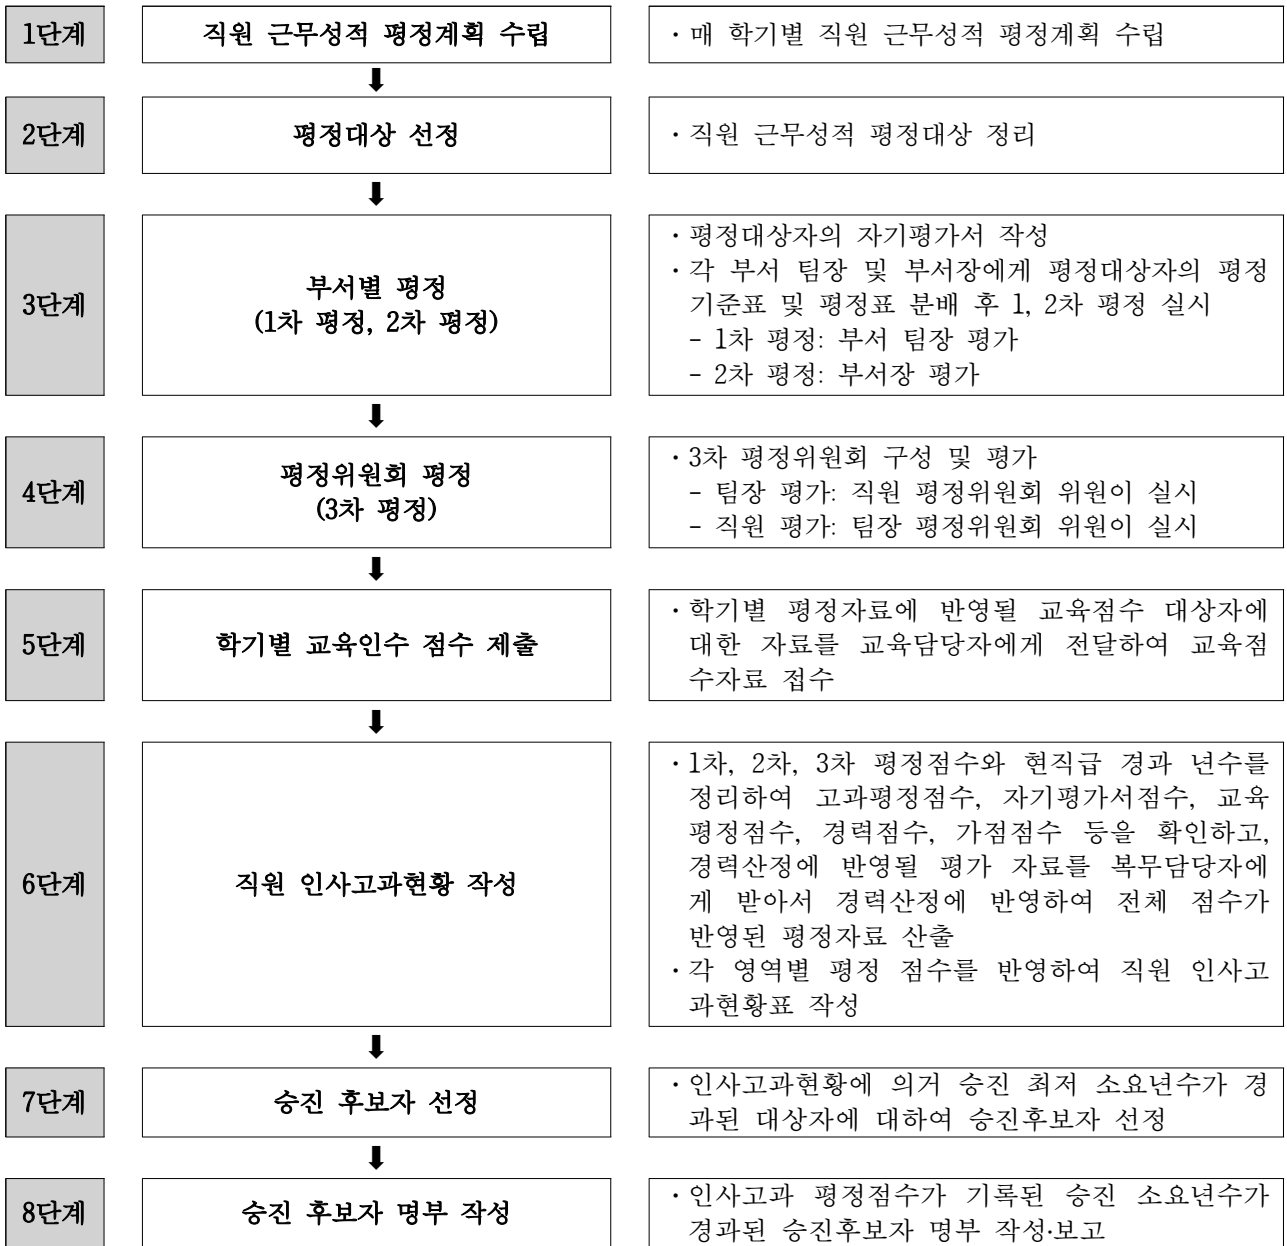 1단계
직원 근무성적 평정계획 수립
·매 학기별 직원 근무성적 평정계획 수립
2단계
평정대상 선정
·직원 근무성적 평정대상 정리
3단계
부서별 평정
(1차 평정, 2차 평정)
·평정대상자의 자기평가서 작성
·각 부서 팀장 및 부서장에게 평정대상자의 평정
기준표 및 평정표 분배 후 1, 2차 평정 실시
- 1차 평정: 부서 팀장 평가
- 2차 평정: 부서장 평가
4단계
평정위원회 평정
(3차 평정)
·3차 평정위원회 구성 및 평가
- 팀장 평가: 직원 평정위원회 위원이 실시
- 직원 평가: 팀장 평정위원회 위원이 실시
5단계
학기별 교육인수 점수 제출
·학기별 평정자료에 반영될 교육점수 대상자에
대한 자료를 교육담당자에게 전달하여 교육점
수자료 접수
6단계
직원 인사고과현황 작성
·1차, 2차, 3차 평정점수와 현직급 경과 년수를
정리하여 고과평정점수, 자기평가서점수, 교육
평정점수, 경력점수, 가점점수 등을 확인하고,
경력산정에 반영될 평가 자료를 복무담당자에
게 받아서 경력산정에 반영하여 전체 점수가
반영된 평정자료 산출
·각 영역별 평정 점수를 반영하여 직원 인사고
과현황표 작성
7단계
승진 후보자 선정
·인사고과현황에 의거 승진 최저 소요년수가 경
과된 대상자에 대하여 승진후보자 선정
8단계
승진 후보자 명부 작성
·인사고과 평정점수가 기록된 승진 소요년수가
경과된 승진후보자 명부 작성·보고